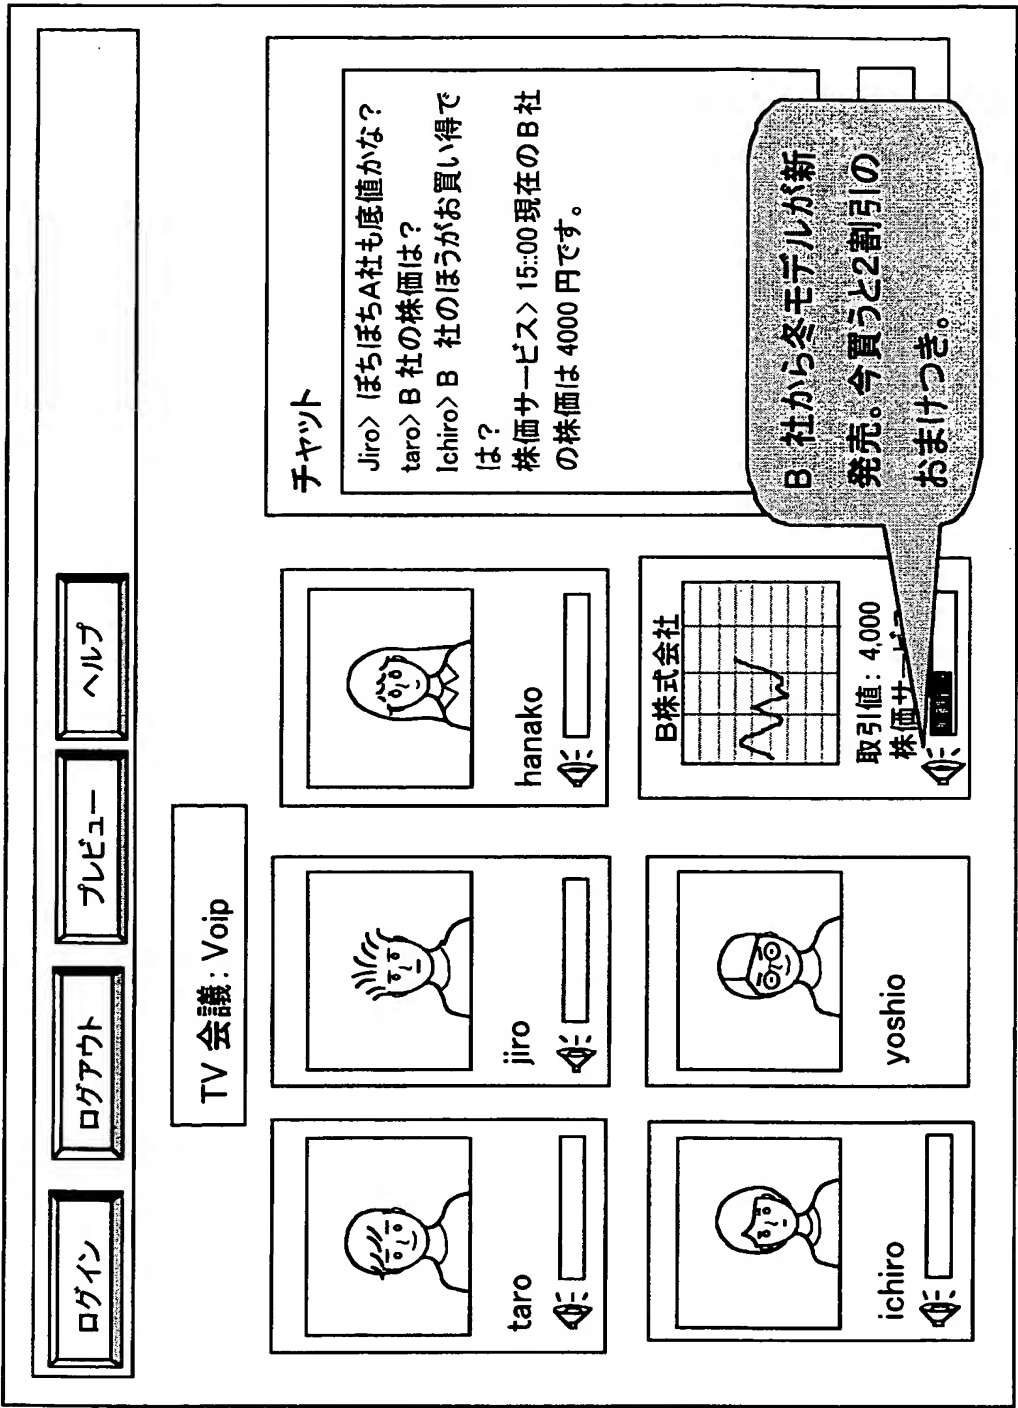 ログイン
ログアウト
プレビュー
ヘルプ
TV 会議: Voip
taro
jiro
hanako
ichiro
yoshio
B株式会社
取引値: 4,000
株価サービス
チャット
Jiro> ぼちぼちA社も底値かな?
taro> B 社の株価は?
Ichiro> B 社のほうがお買い得で
は?
株価サービス> 15::00 現在のB 社
の株価は 4000 円です。
B 社から冬モデルが新
発売。今買うと2割引の
おまけつき。